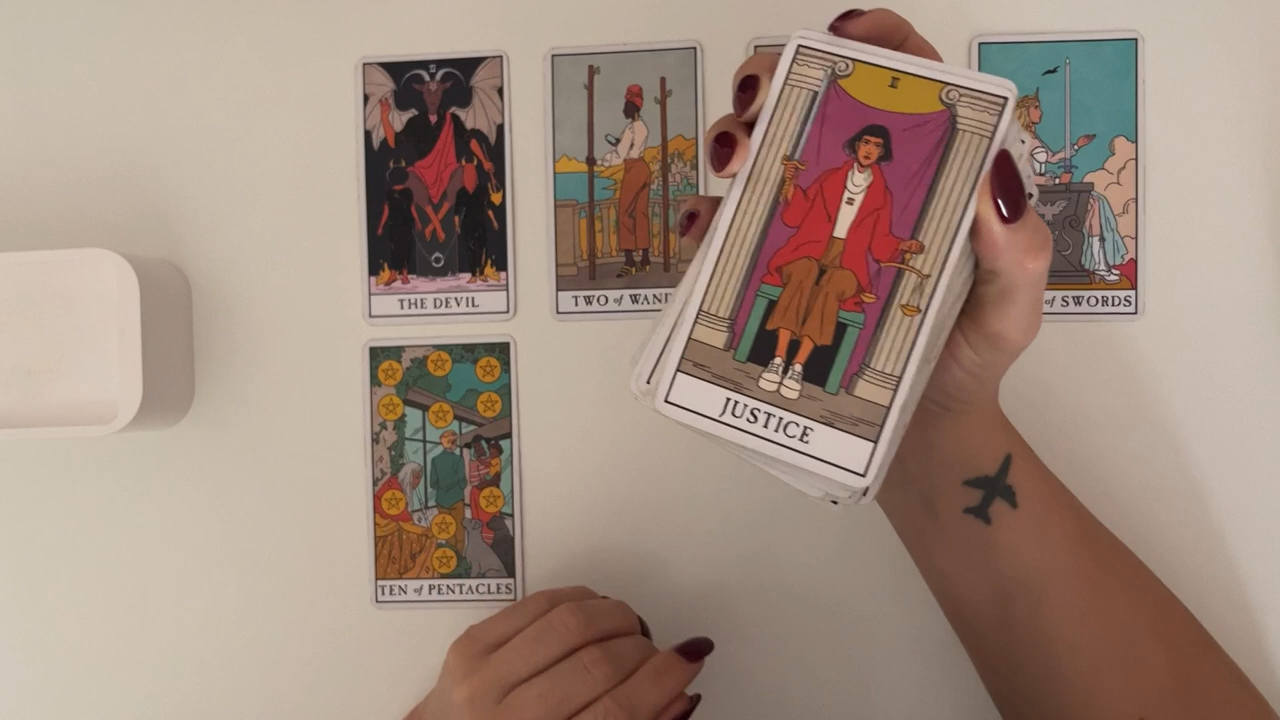 THE DEVIL
TWO of WAND
of SWORDS
JUSTICE
TEN of PENTACLES